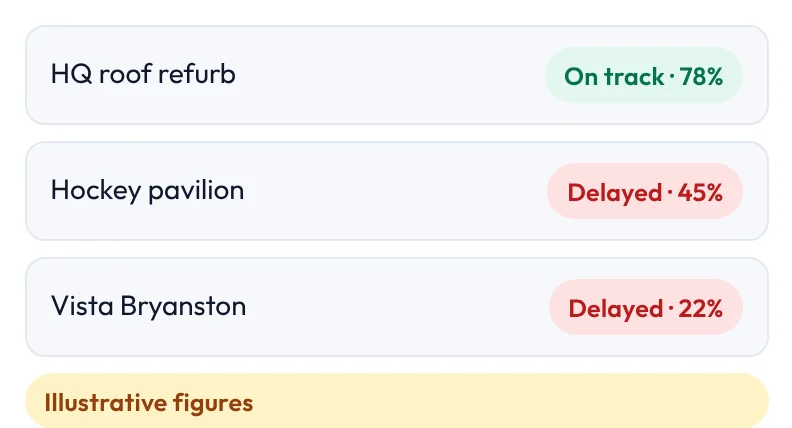 HQ roof refurb On track · 78%
Hockey pavilion Delayed · 45%
Vista Bryanston Delayed · 22%
Illustrative figures